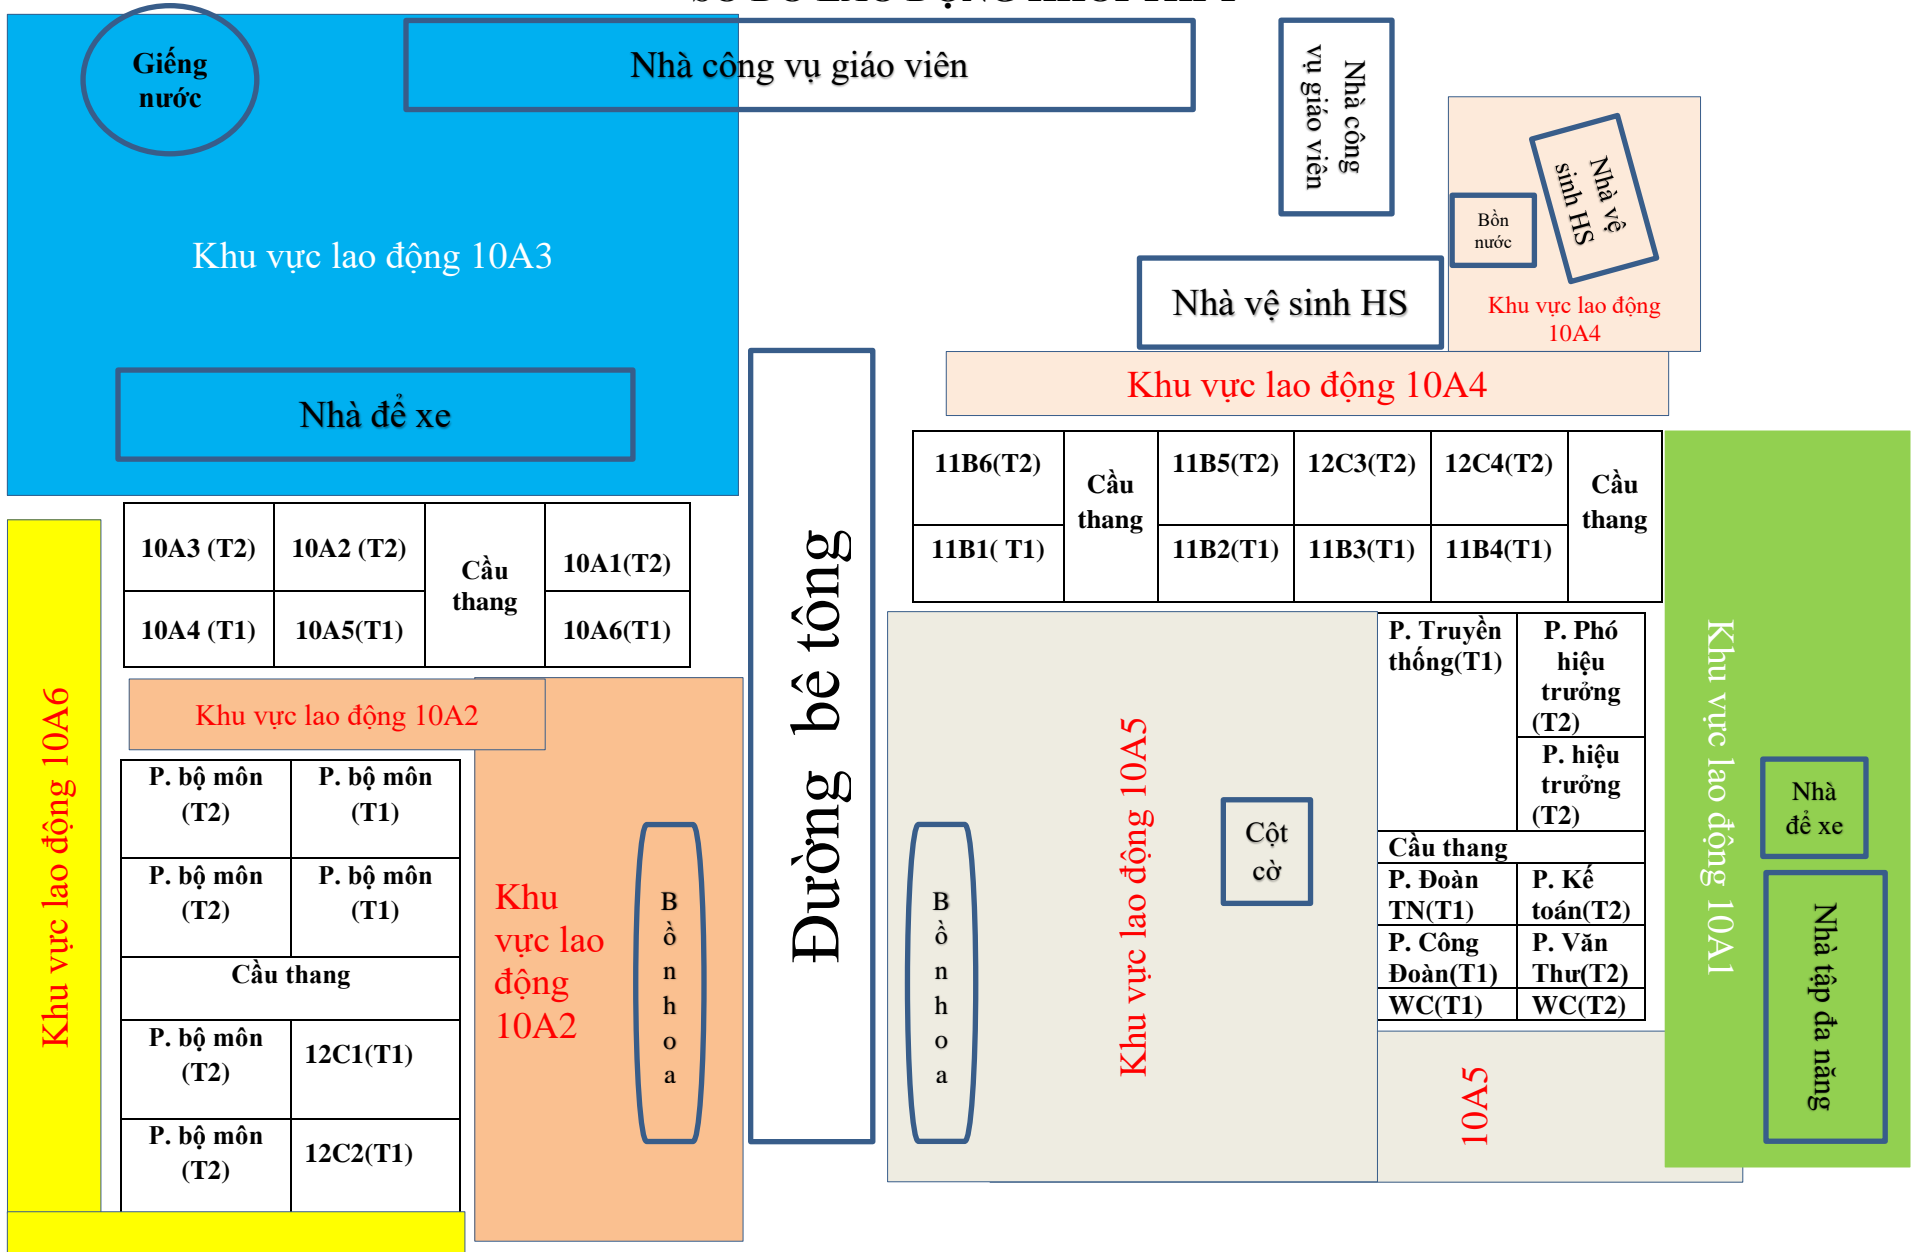 Giếng
nước
Nhà công vụ giáo viên
Nhà công
vụ giáo viên
Nhà vệ
sinh HS
Bồn
nước
Khu vực lao động 10A3
Nhà vệ sinh HS
Khu vực lao động
10A4
Khu vực lao động 10A4
Nhà để xe
11B6(T2)
Cầu
thang
11B5(T2)
12C3(T2)
12C4(T2)
Cầu
thang
11B1( T1)
11B2(T1)
11B3(T1)
11B4(T1)
10A3 (T2)
10A2 (T2)
Cầu
thang
10A1(T2)
10A4 (T1)
10A5(T1)
10A6(T1)
Đường bê tông
Khu vực lao động 10A6
Khu vực lao động 10A2
P. bộ môn
(T2)
P. bộ môn
(T1)
P. bộ môn
(T2)
P. bộ môn
(T1)
Cầu thang
P. bộ môn
(T2)
12C1(T1)
P. bộ môn
(T2)
12C2(T1)
Khu
vực lao
động
10A2
B
ồ
n
h
o
a
B
ồ
n
h
o
a
Khu vực lao động 10A5
Cột
cờ
P. Truyền
thống(T1)
P. Phó
hiệu
trưởng
(T2)
P. hiệu
trưởng
(T2)
Cầu thang
P. Đoàn
TN(T1)
P. Kế
toán(T2)
P. Công
Đoàn(T1)
P. Văn
Thư(T2)
WC(T1)
WC(T2)
10A5
Khu vực lao động 10A1
Nhà
để xe
Nhà tập đa năng